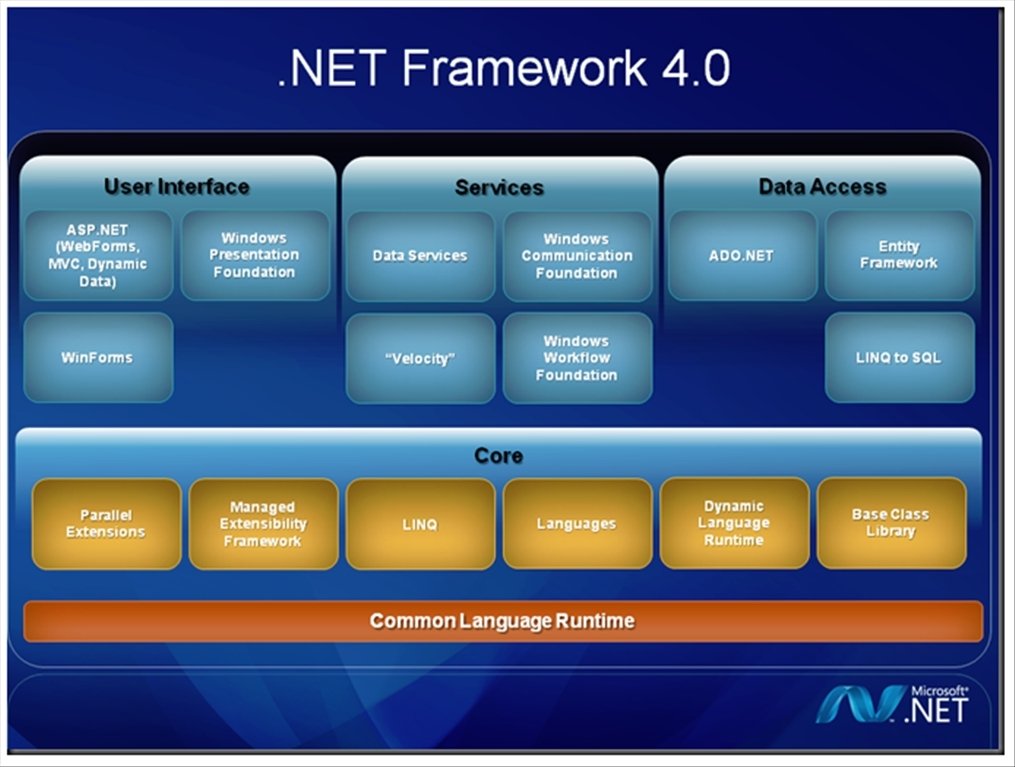 .NET Framework 4.0
User Interface
ASP.NET
(WebForms,
MVC, Dynamic
Data)
Windows
Presentation
Foundation
WinForms
Services
Data Services
Windows
Communication
Foundation
“Velocity”
Windows
Workflow
Foundation
Data Access
ADO.NET
Entity
Framework
LINQ to SQL
Core
Parallel
Extensions
Managed
Extensibility
Framework
LINQ
Languages
Dynamic
Language
Runtime
Base Class
Library
Common Language Runtime
Microsoft®
.NET